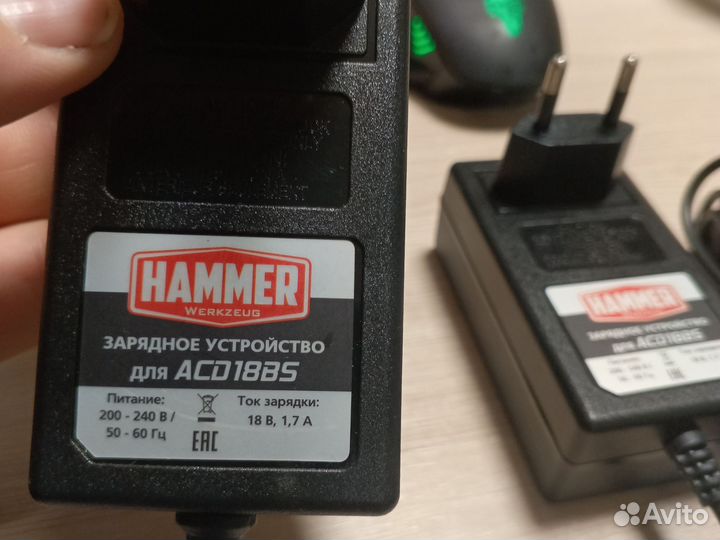 HAMMER
WERKZEUG
ЗАРЯДНОЕ УСТРОЙСТВО
для ACD18BS
Питание:
200 - 240 В /
50 - 60 Гц
Ток зарядки:
18 В, 1,7 А
EAC
HAMMER
ЗАРЯДНОЕ УСТРОЙСТВО
для ACD18BS
Avito